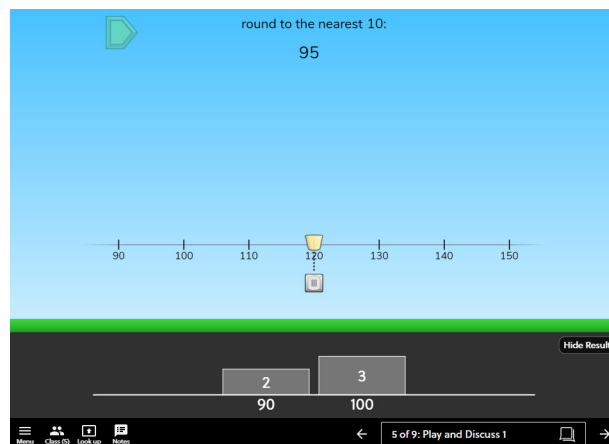 round to the nearest 10:
95
90 100 110 120 130 140 150
Hide Result
2 3
90 100
Menu Class (5) Look up Notes
5 of 9: Play and Discuss 1